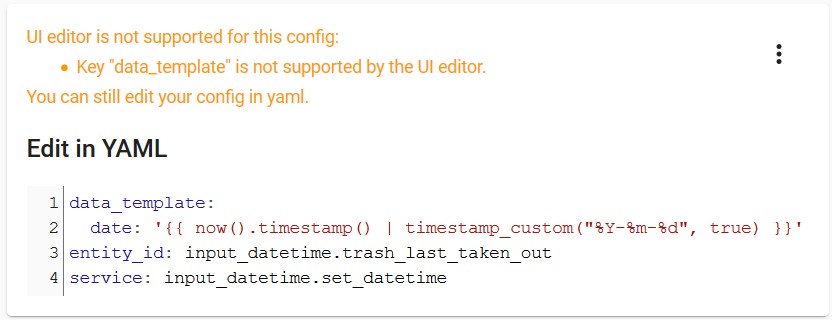 UI editor is not supported for this config:
• Key "data_template" is not supported by the UI editor.
You can still edit your config in yaml.
Edit in YAML
1 data_template:
2   date: '{{ now().timestamp() | timestamp_custom("%Y-%m-%d", true) }}'
3 entity_id: input_datetime.trash_last_taken_out
4 service: input_datetime.set_datetime